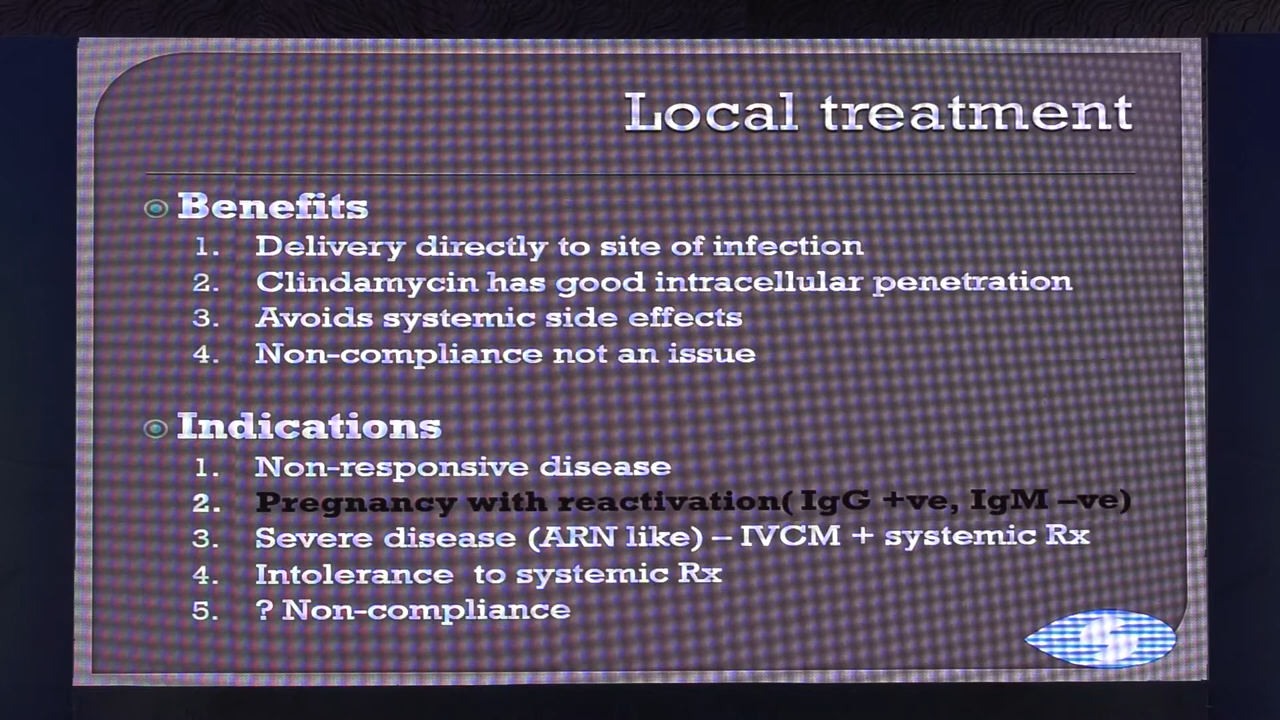 Local treatment
Benefits
1. Delivery directly to site of infection
2. Clindamycin has good intracellular penetration
3. Avoids systemic side effects
4. Non-compliance not an issue
Indications
1. Non-responsive disease
2. Pregnancy with reactivation( IgG +ve, IgM –ve)
3. Severe disease (ARN like) – IVCM + systemic Rx
4. Intolerance  to systemic Rx
5. ? Non-compliance